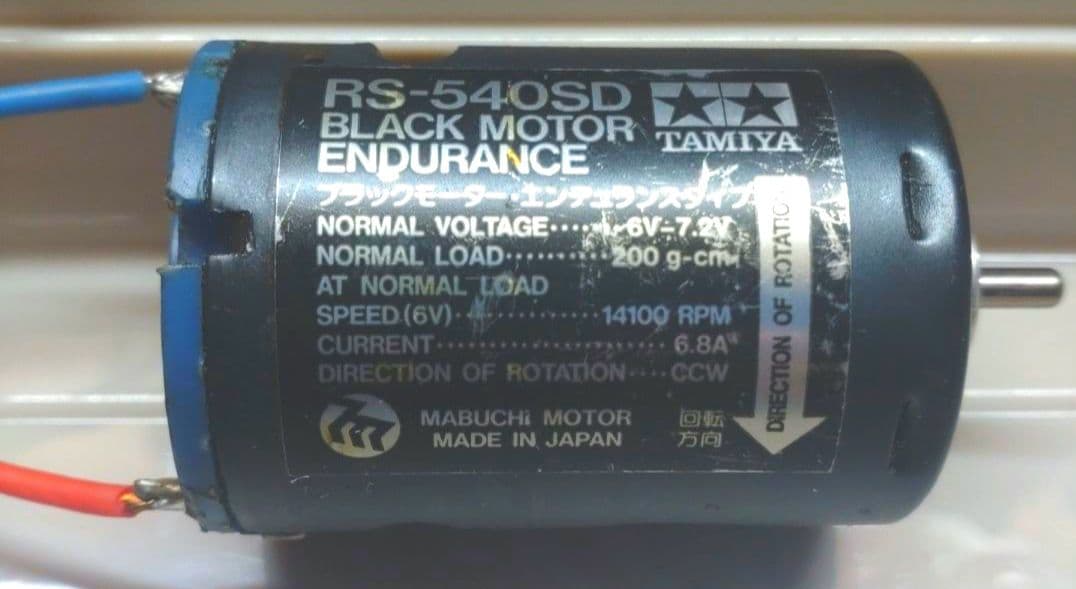 RS-540SD
BLACK MOTOR
ENDURANCE
TAMIYA
ブラックモーター エンデュランスタイプ
NORMAL VOLTAGE·····6V-7.2V
NORMAL LOAD··········200 g-cm
AT NORMAL LOAD
SPEED(6V)··············14100 RPM
CURRENT······················6.8A
DIRECTION OF ROTATION····CCW
MABUCHI MOTOR
MADE IN JAPAN
回転
方向
DIRECTION OF ROTATION